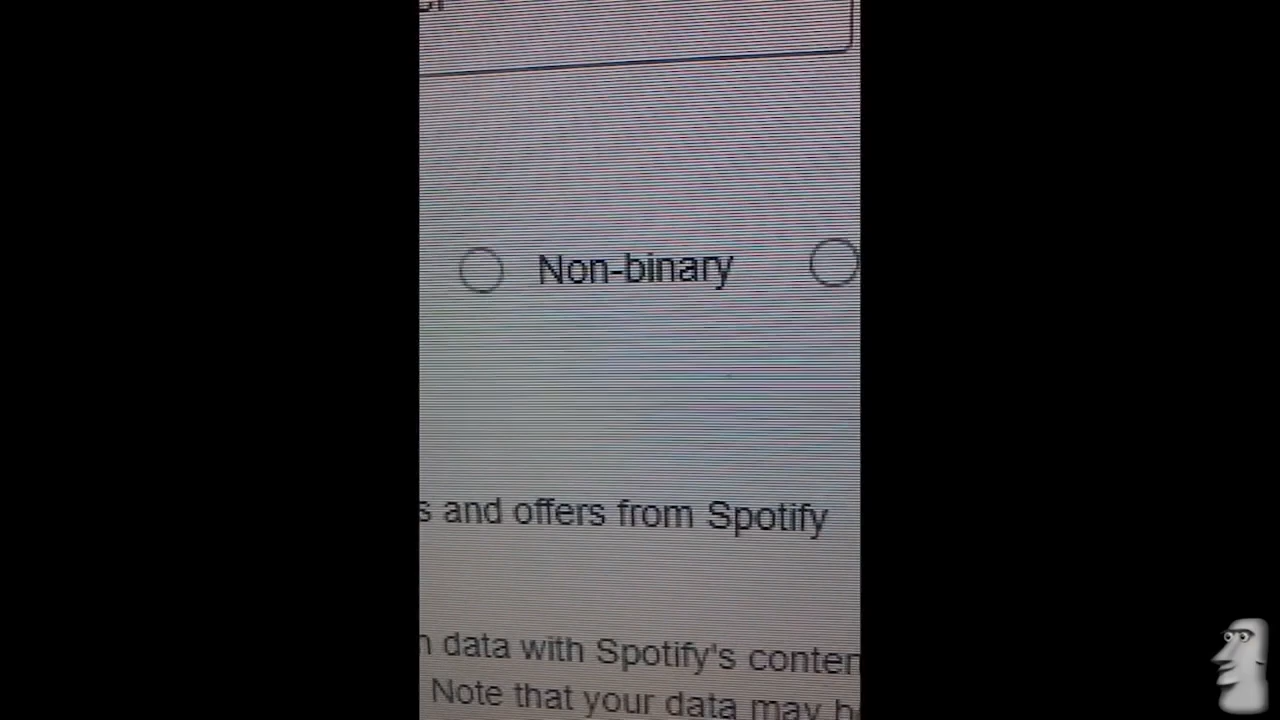 Non-binary
s and offers from Spotify
n data with Spotify's conten
Note that your data may b